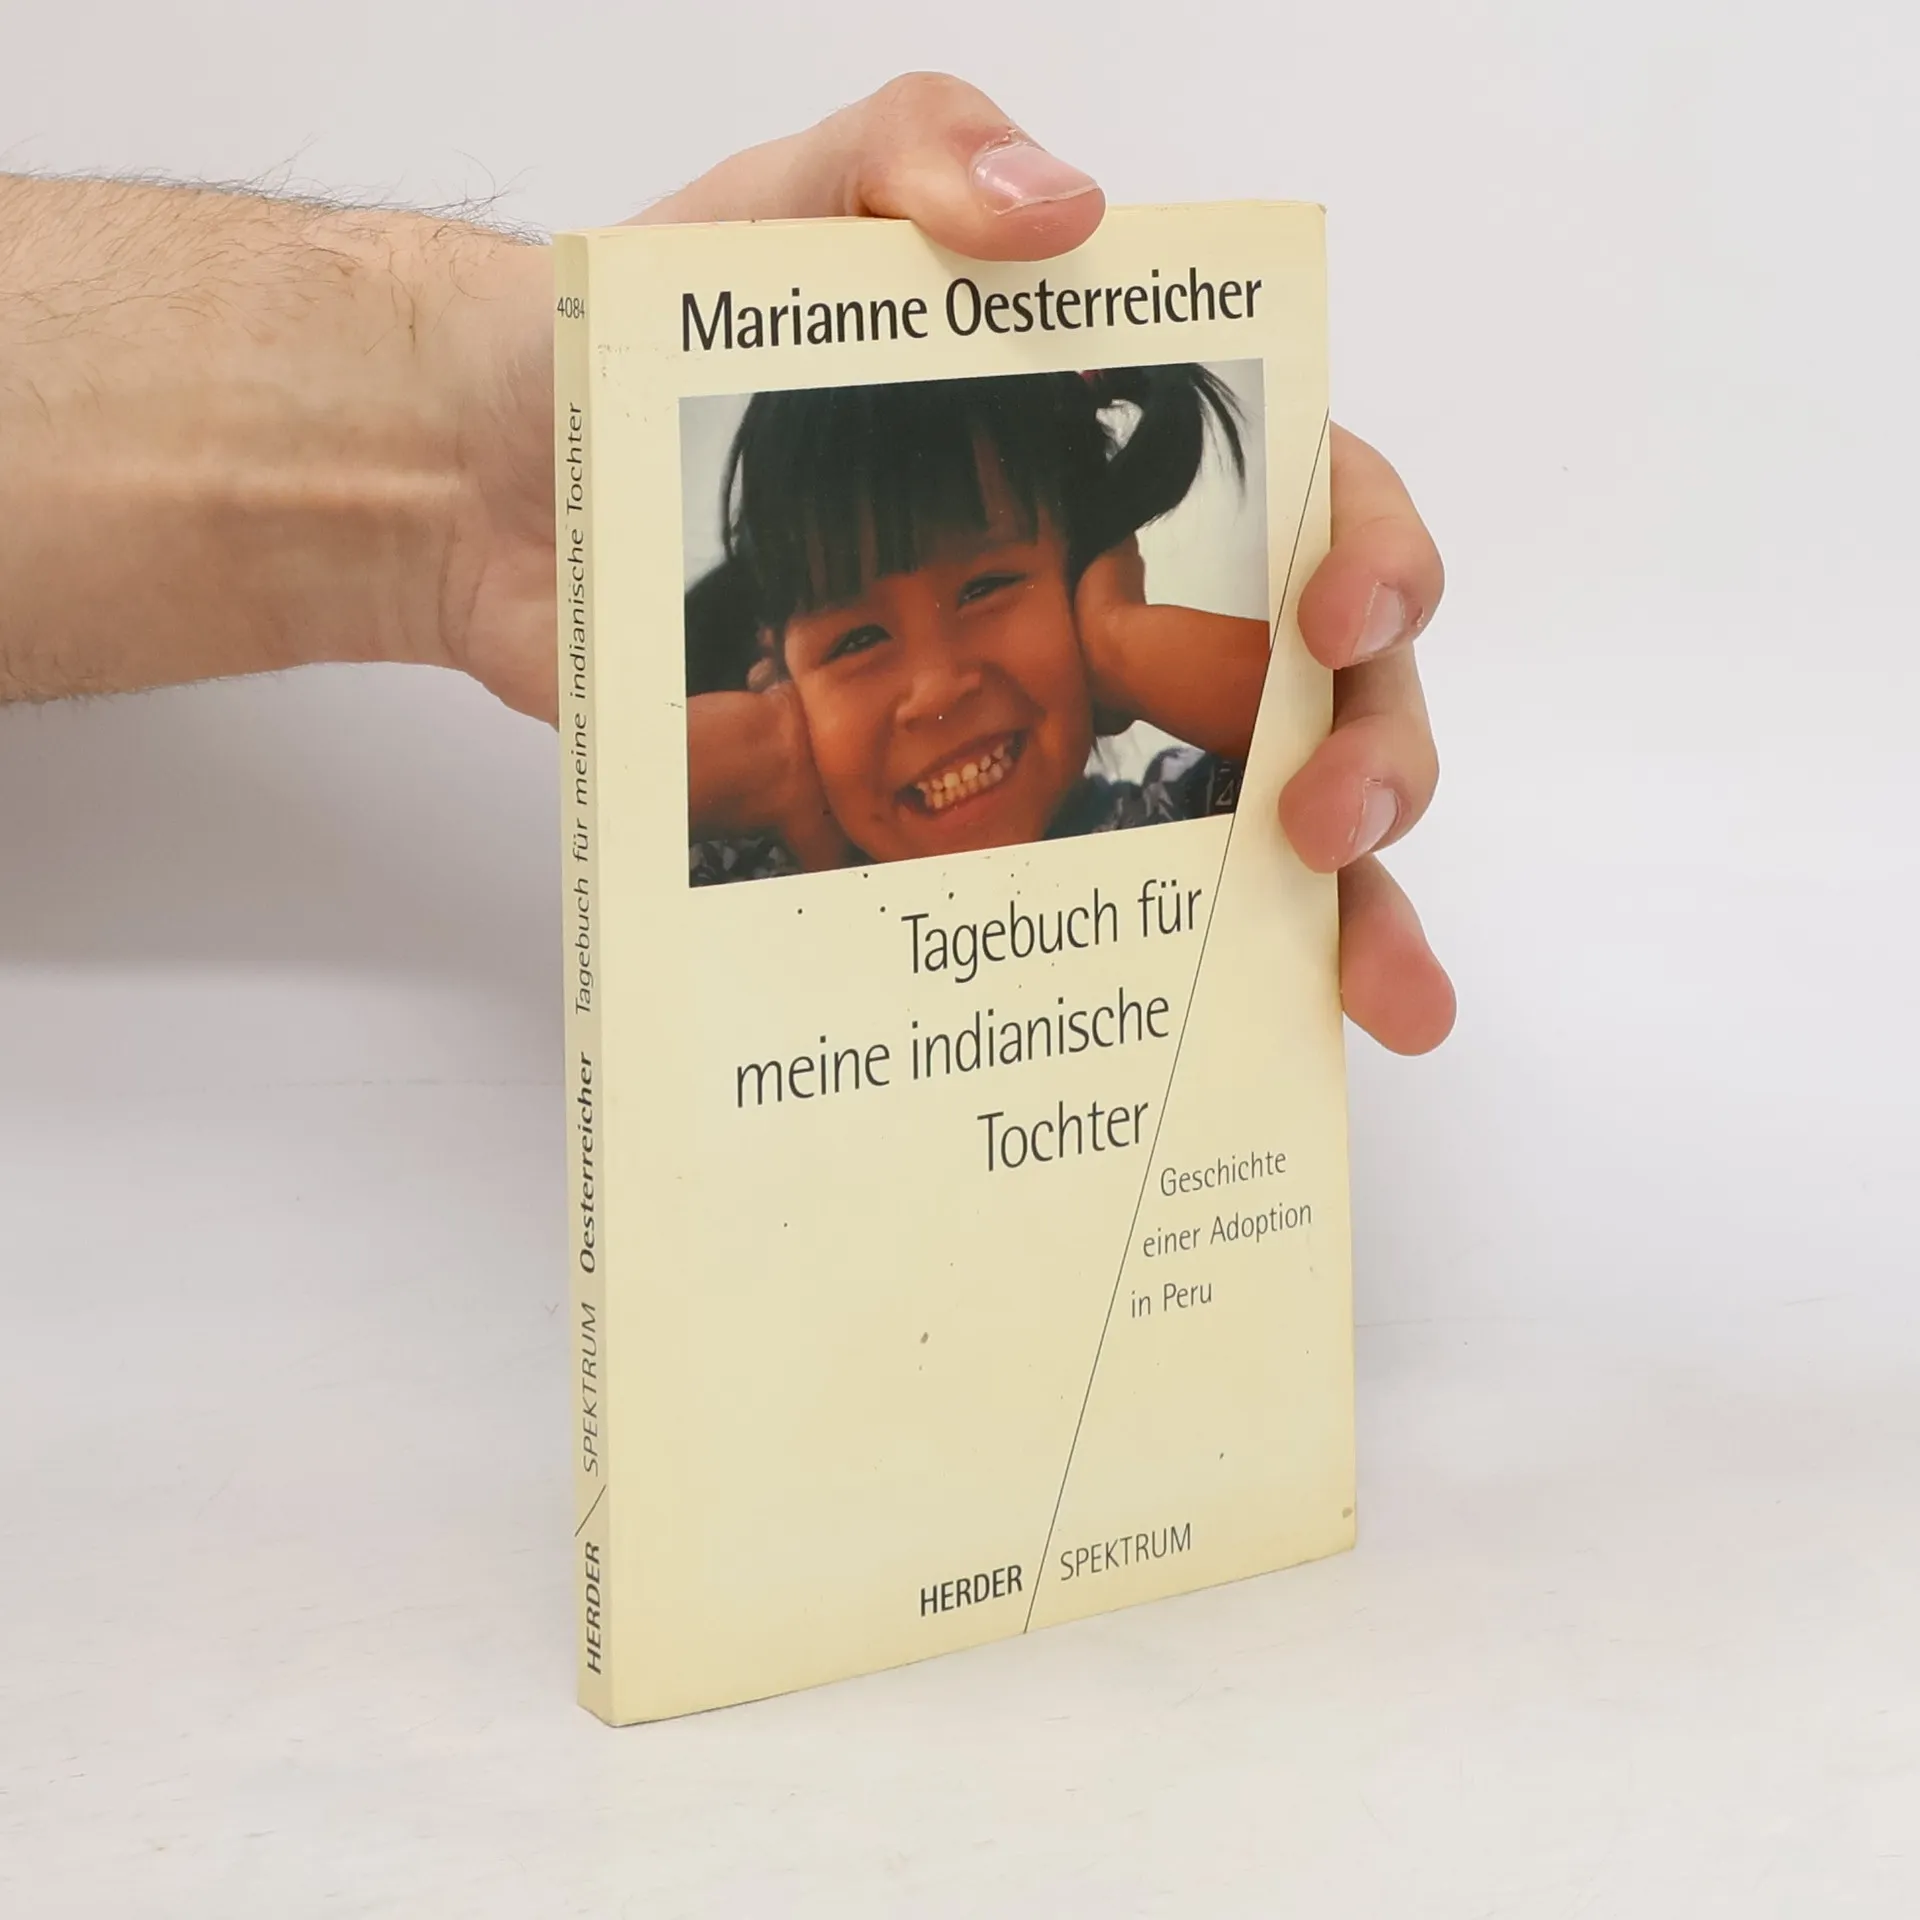 Marianne Oesterreicher
Tagebuch für
meine indianische
Tochter
Geschichte
einer Adoption
in Peru
HERDER / SPEKTRUM
4084
Tagebuch für meine indianische Tochter
Oesterreicher
HERDER / SPEKTRUM